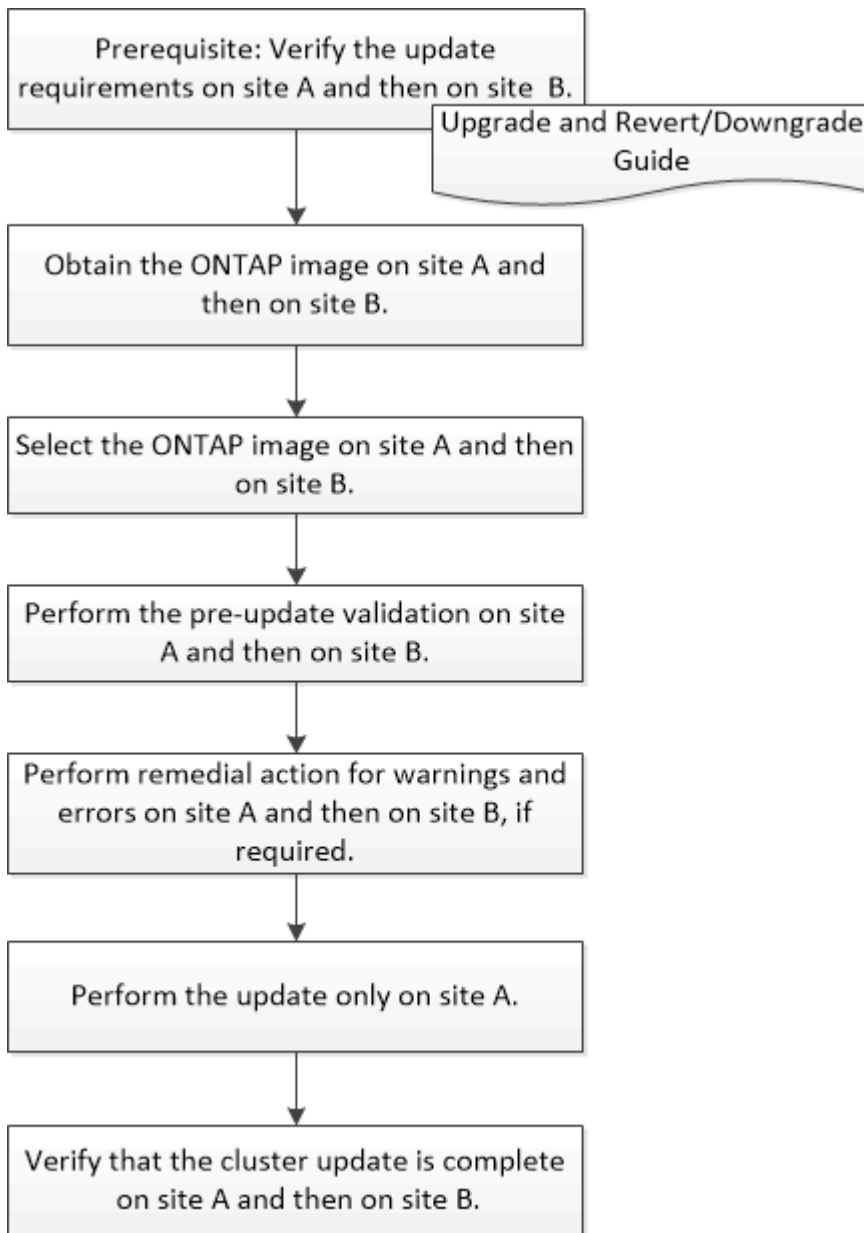 Prerequisite: Verify the update
requirements on site A and then on site B.
Upgrade and Revert/Downgrade
Guide
Obtain the ONTAP image on site A and
then on site B.
Select the ONTAP image on site A and then
on site B.
Perform the pre-update validation on site
A and then on site B.
Perform remedial action for warnings and
errors on site A and then on site B, if
required.
Perform the update only on site A.
Verify that the cluster update is complete
on site A and then on site B.